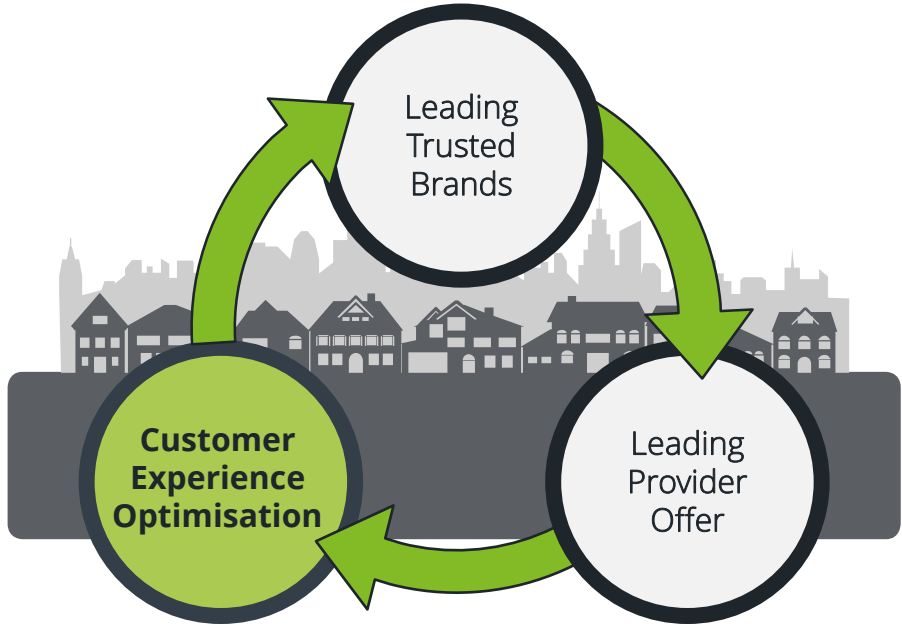 Leading
Trusted
Brands
Customer
Experience
Optimisation
Leading
Provider
Offer